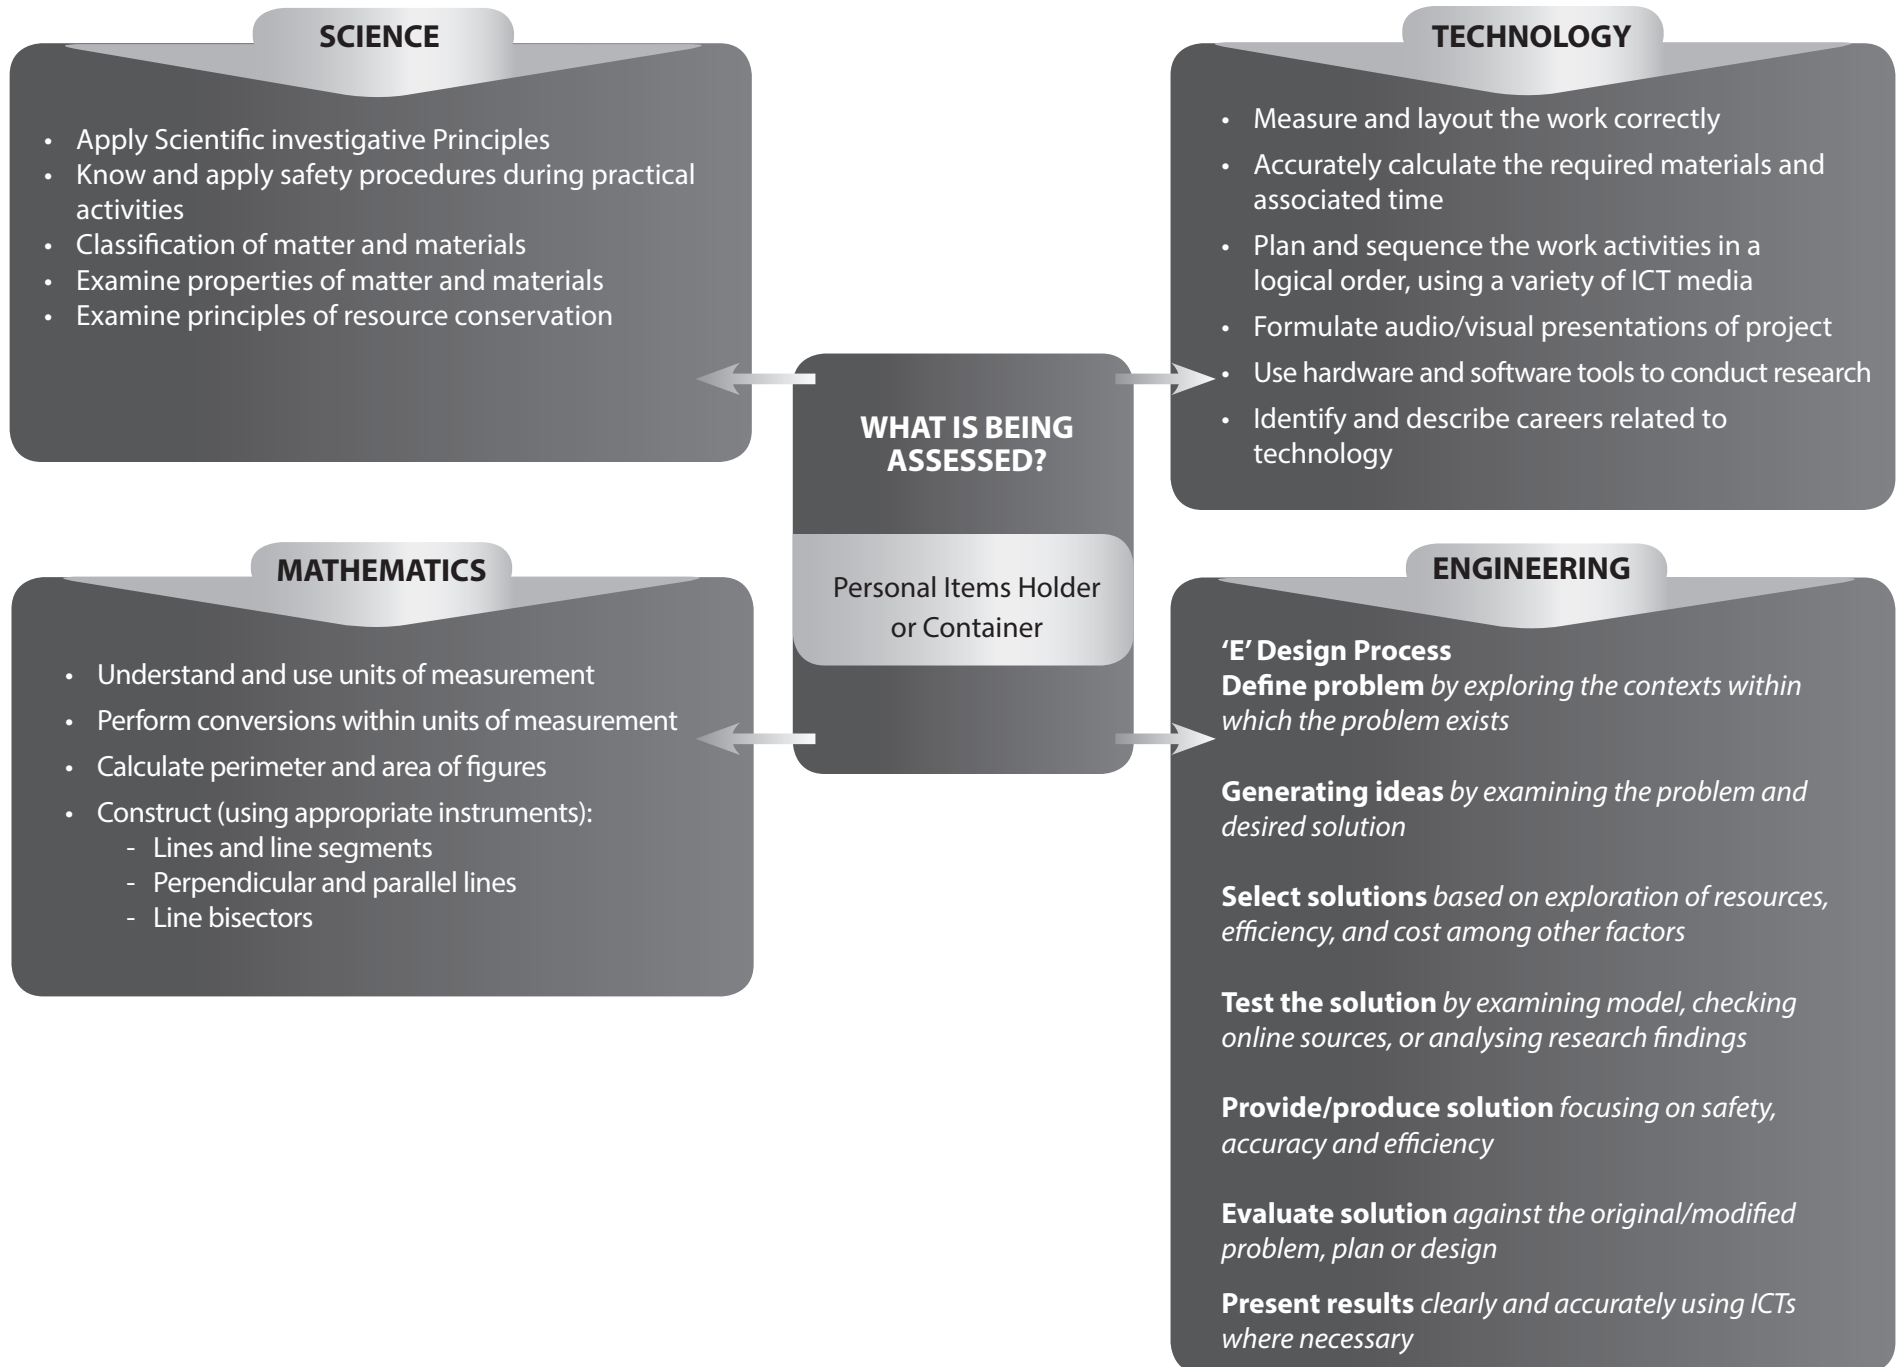 SCIENCE
• Apply Scientific investigative Principles
• Know and apply safety procedures during practical
activities
• Classification of matter and materials
• Examine properties of matter and materials
• Examine principles of resource conservation
TECHNOLOGY
• Measure and layout the work correctly
• Accurately calculate the required materials and
associated time
• Plan and sequence the work activities in a
logical order, using a variety of ICT media
• Formulate audio/visual presentations of project
• Use hardware and software tools to conduct research
• Identify and describe careers related to
technology
WHAT IS BEING
ASSESSED?
Personal Items Holder
or Container
MATHEMATICS
• Understand and use units of measurement
• Perform conversions within units of measurement
• Calculate perimeter and area of figures
• Construct (using appropriate instruments):
- Lines and line segments
- Perpendicular and parallel lines
- Line bisectors
ENGINEERING
‘E’ Design Process
Define problem by exploring the contexts within
which the problem exists
Generating ideas by examining the problem and
desired solution
Select solutions based on exploration of resources,
efficiency, and cost among other factors
Test the solution by examining model, checking
online sources, or analysing research findings
Provide/produce solution focusing on safety,
accuracy and efficiency
Evaluate solution against the original/modified
problem, plan or design
Present results clearly and accurately using ICTs
where necessary